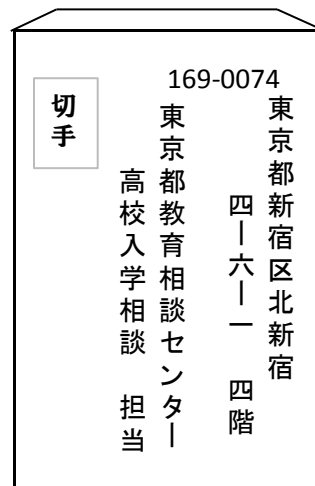 169-0074
東京都新宿区北新宿
四ー六ー一　四階
東京都教育相談センター
高校入学相談　担当
切手